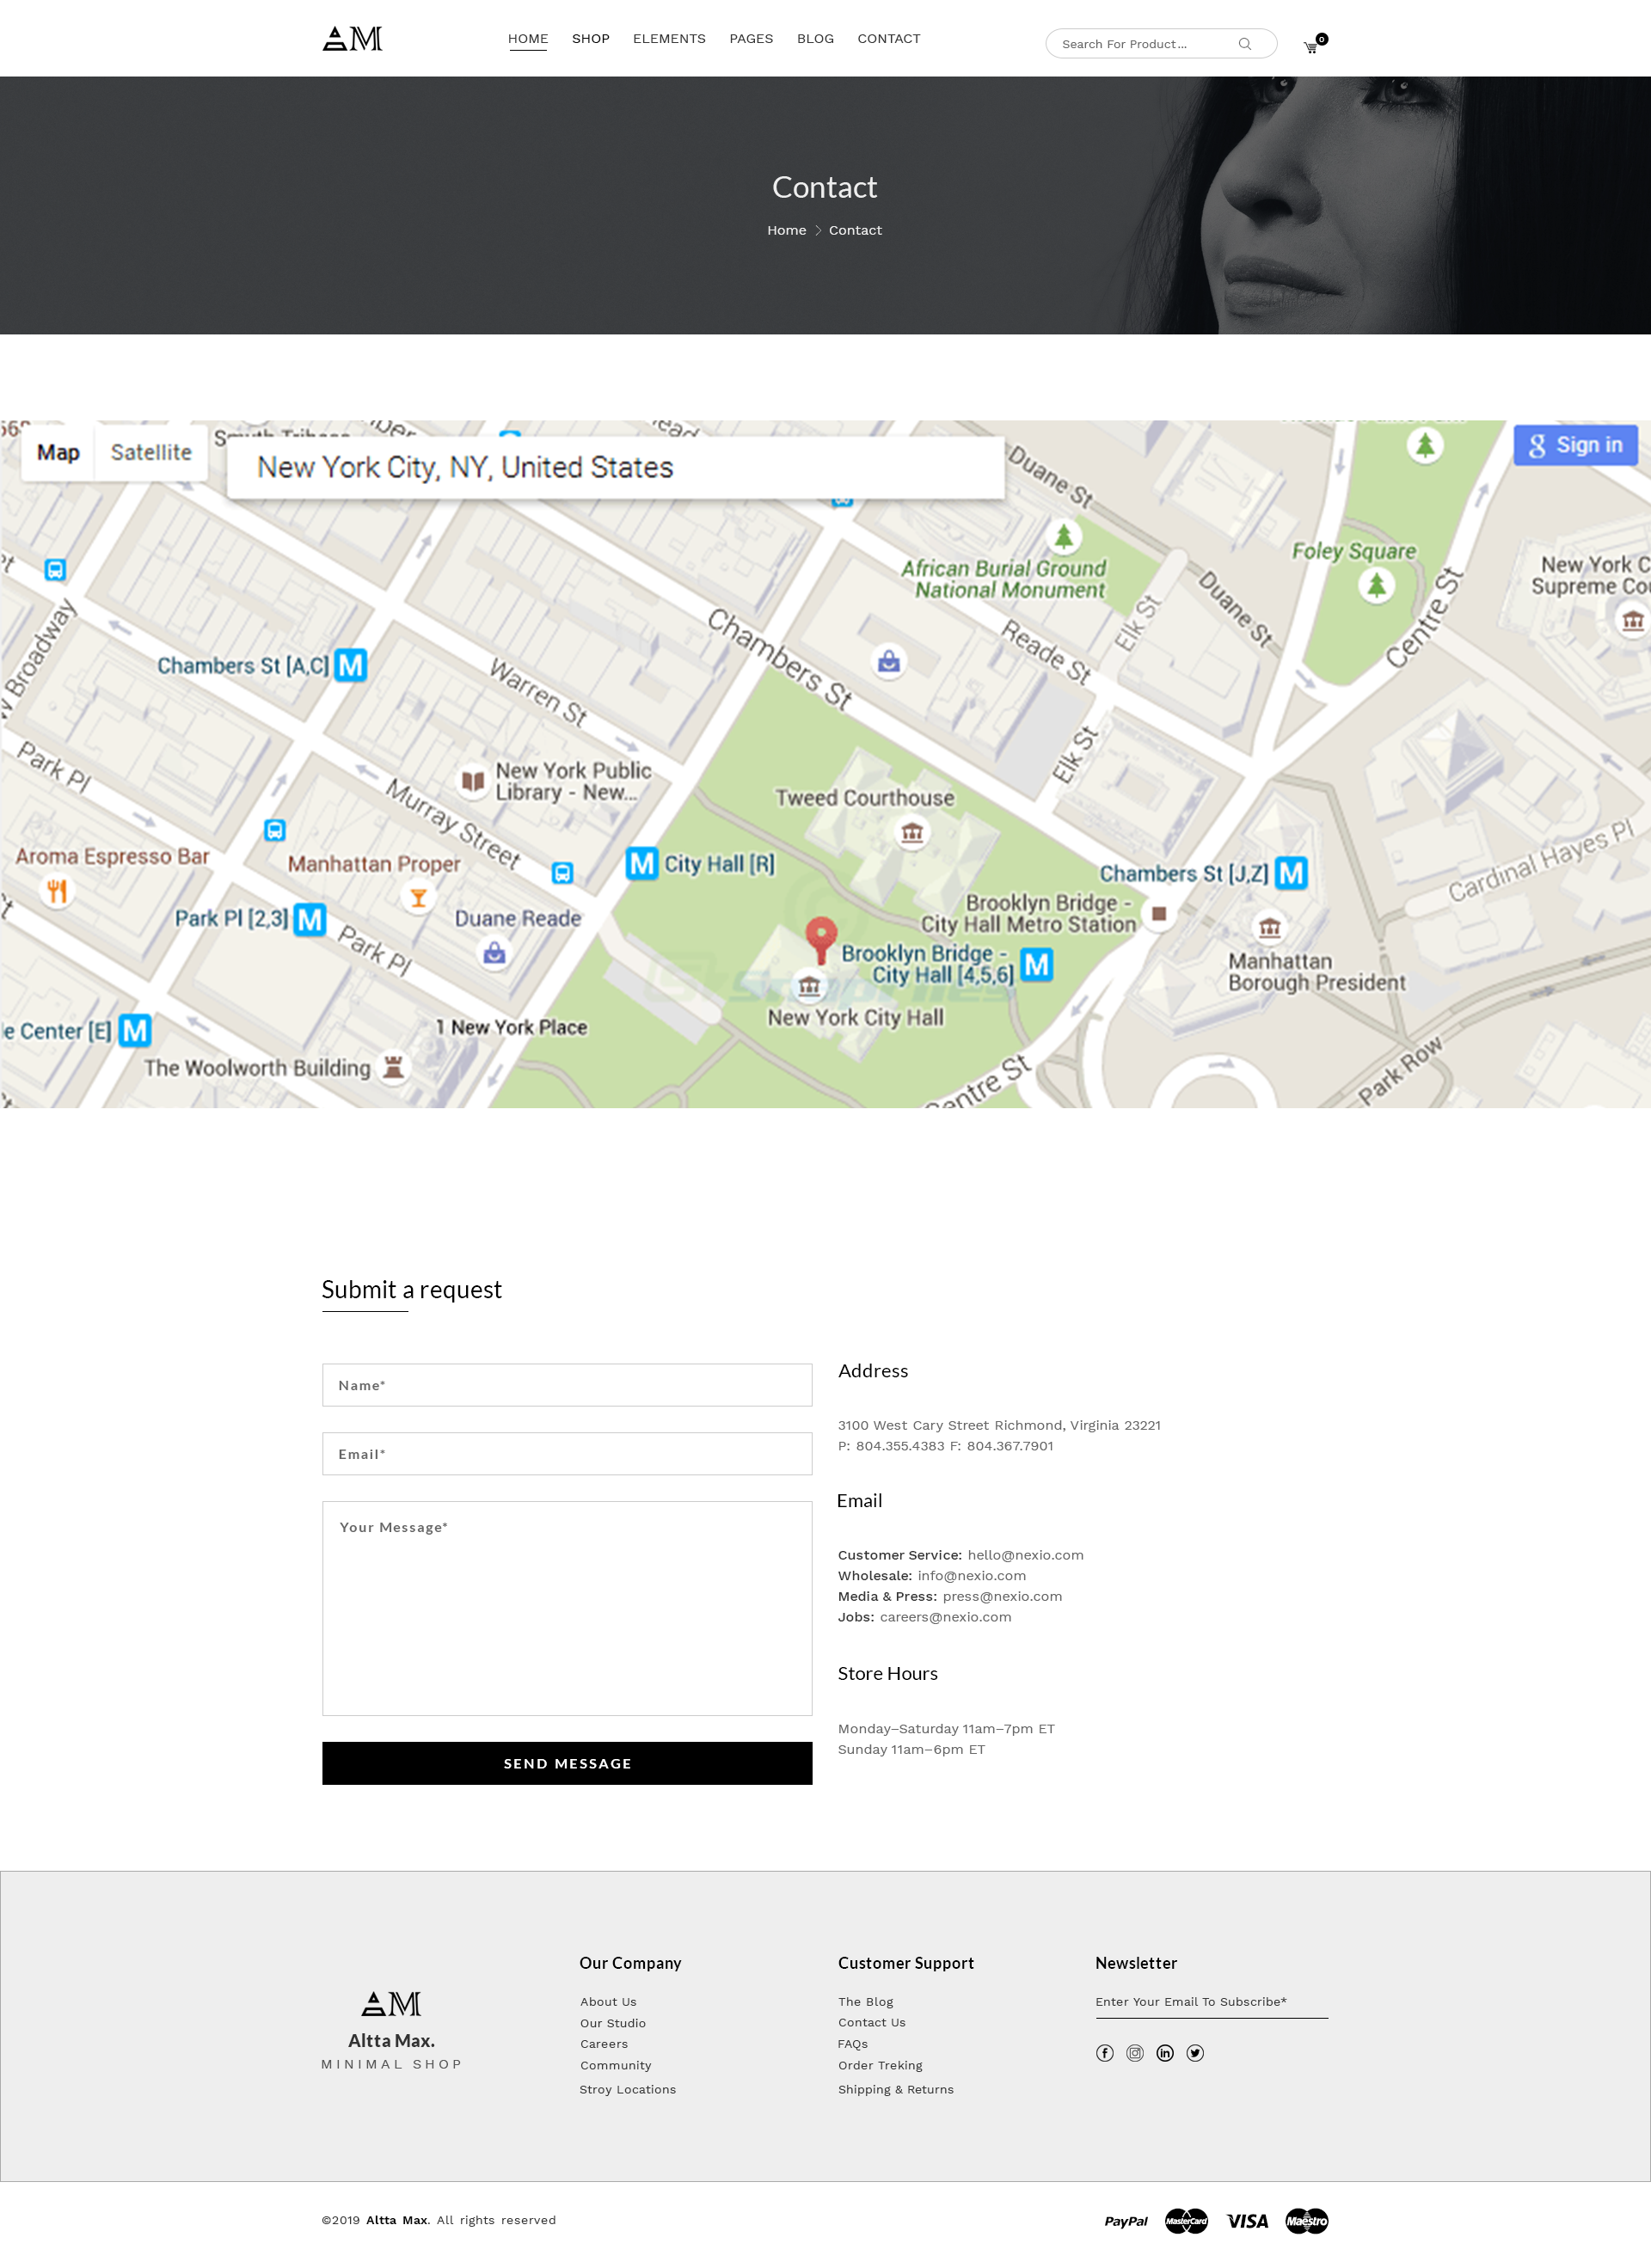 AM
HOME SHOP ELEMENTS PAGES BLOG CONTACT
Search For Product...
0
Contact
Home Contact
Map Satellite
New York City, NY, United States
Sign in
Duane St
African Burial Ground
National Monument
Foley Square
Duane St
Centre St
Elk St
Reade St
Chambers St
Broadway
Chambers St [A,C]
Warren St
Park Pl
Murray Street
New York Public
Library - New...
Elk St
Tweed Courthouse
Aroma Espresso Bar
Manhattan Proper
City Hall [R]
Chambers St [J,Z]
Cardinal Hayes Pl
Park Pl [2,3]
Duane Reade
Park Pl
Brooklyn Bridge -
City Hall Metro Station
Brooklyn Bridge -
City Hall [4,5,6]
Manhattan
Borough President
New York City Hall
1 New York Place
The Woolworth Building
e Center [E]
Centre St
Park Row
Submit a request
Name*
Email*
Your Message*
SEND MESSAGE
Address
3100 West Cary Street Richmond, Virginia 23221
P: 804.355.4383 F: 804.367.7901
Email
Customer Service: hello@nexio.com
Wholesale: info@nexio.com
Media & Press: press@nexio.com
Jobs: careers@nexio.com
Store Hours
Monday–Saturday 11am–7pm ET
Sunday 11am–6pm ET
AM
Altta Max.
MINIMAL SHOP
Our Company
About Us
Our Studio
Careers
Community
Stroy Locations
Customer Support
The Blog
Contact Us
FAQs
Order Treking
Shipping & Returns
Newsletter
Enter Your Email To Subscribe*
©2019 Altta Max. All rights reserved
PayPal MasterCard VISA Maestro